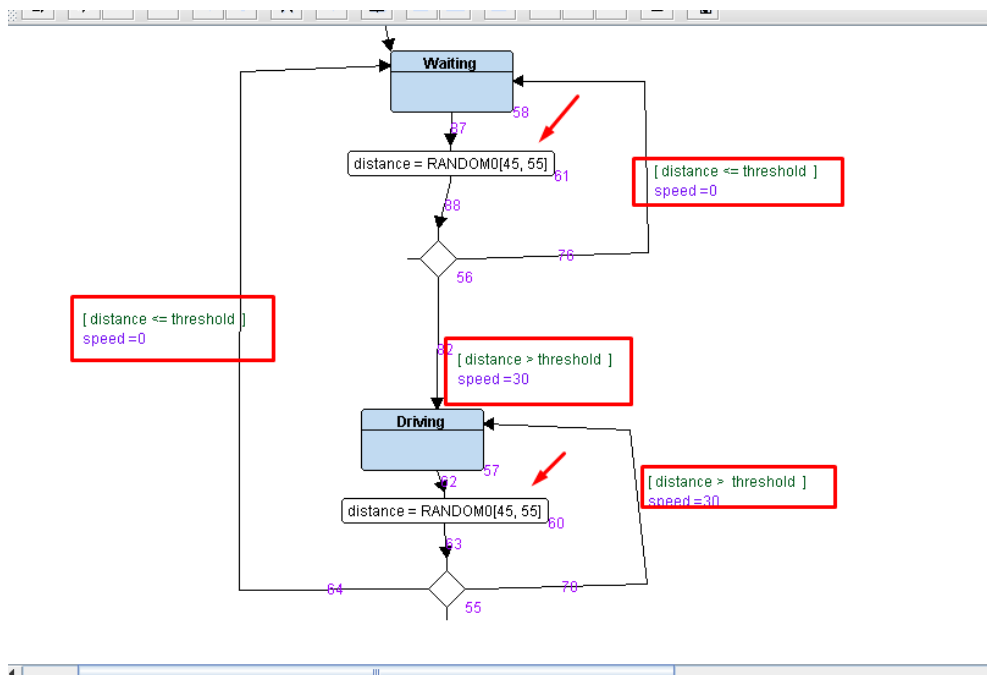 Waiting
58
87
distance = RANDOM0[45, 55]
61
[ distance <= threshold ]
speed =0
88
76
56
[ distance <= threshold ]
speed =0
82
[ distance > threshold ]
speed =30
Driving
57
62
[ distance > threshold ]
speed =30
distance = RANDOM0[45, 55]
60
63
64
78
55